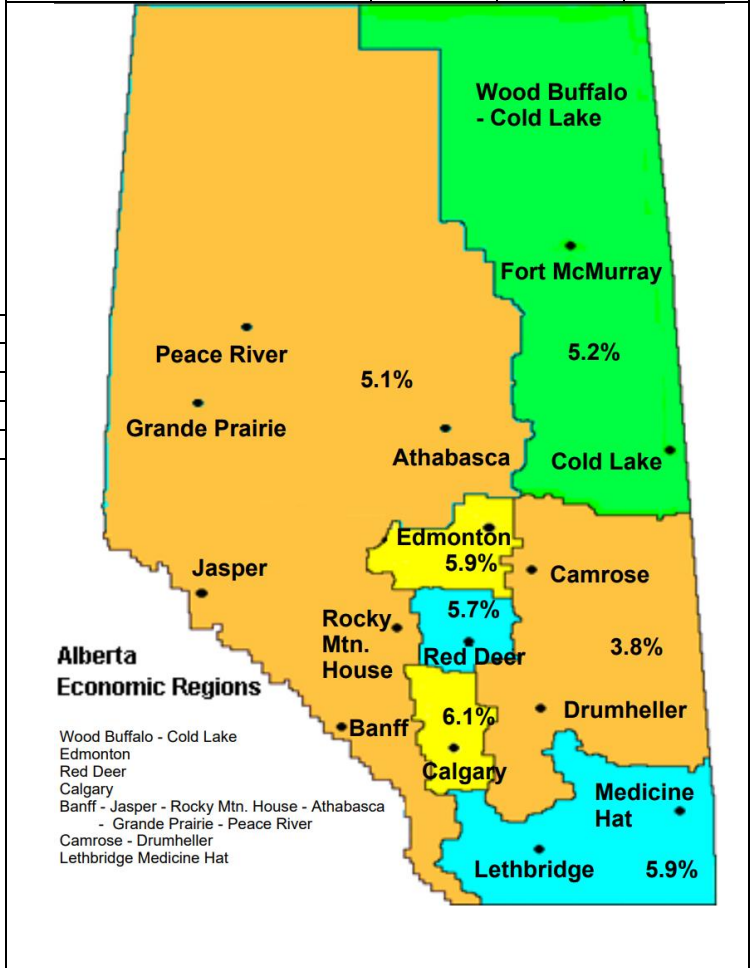 Wood Buffalo
- Cold Lake
Fort McMurray
Peace River
5.2%
5.1%
Grande Prairie
Athabasca
Cold Lake
Edmonton
5.9%
Jasper
Camrose
5.7%
Rocky
Mtn.
House
Red Deer
3.8%
Alberta
Economic Regions
6.1%
Drumheller
Banff
Calgary
Wood Buffalo - Cold Lake
Edmonton
Red Deer
Calgary
Banff - Jasper - Rocky Mtn. House - Athabasca
- Grande Prairie - Peace River
Camrose - Drumheller
Lethbridge Medicine Hat
Medicine
Hat
Lethbridge
5.9%